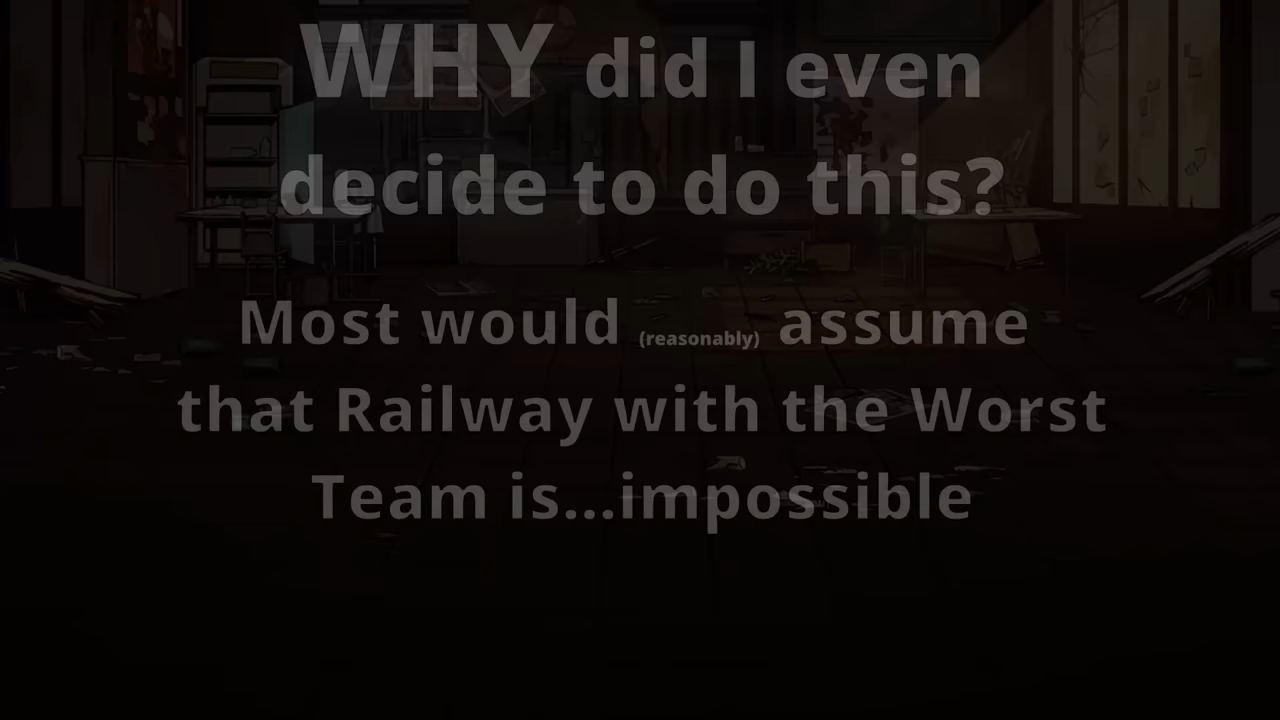 WHY did I even
decide to do this?
Most would (reasonably) assume
that Railway with the Worst
Team is...impossible